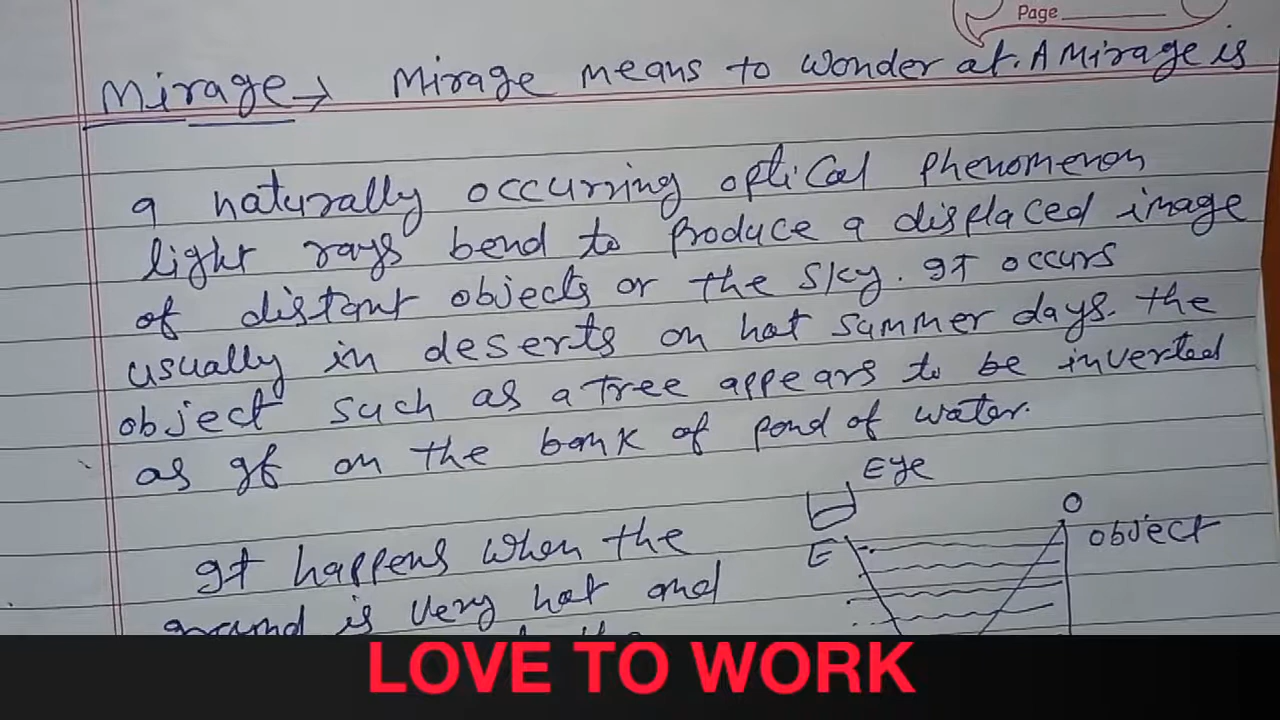 Page
Mirage → Mirage means to wonder at. A Mirage is
a naturally occurring optical phenomenon
light rays bend to produce a displaced image
of distant objects or the sky. It occurs
usually in deserts on hot summer days. the
object such as a tree appears to be inverted
as if on the bank of pond of water.
Eye
O
object
E
It happens when the
ground is very hot and
LOVE TO WORK